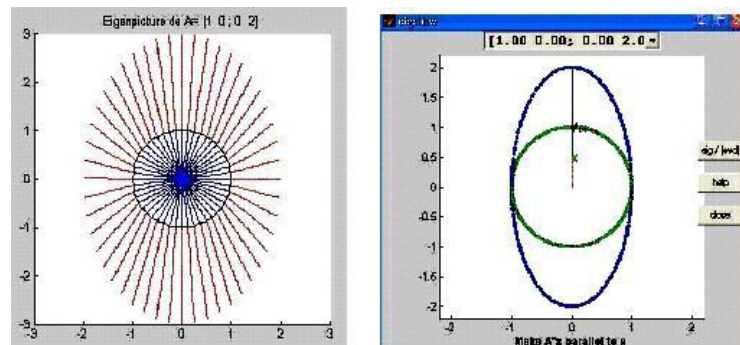 Eigenpicture de A= [1 0 ; 0 2]
3
2
1
0
-1
-2
-3
-3 -2 -1 0 1 2 3
[1.00 0.00; 0.00 2.0
2
1.5
1
0.5
0
-0.5
-1
-1.5
-2
x
-2 -1 0 1 2
Make A*x parallel to x
help
close